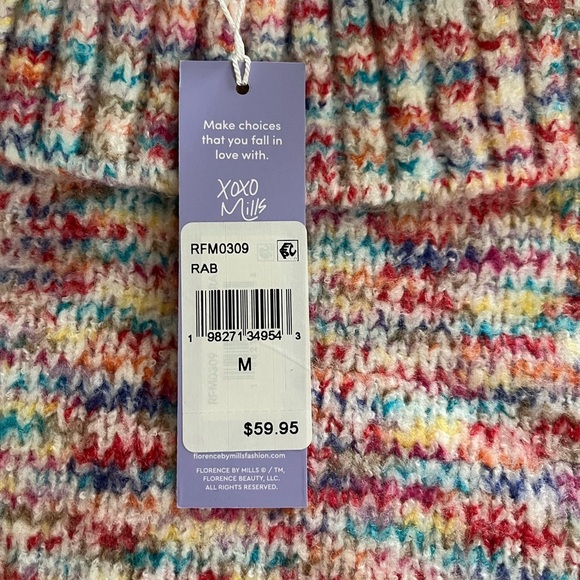 Make choices
that you fall in
love with.
XOXO
Mills
RFM0309
RAB
1 98271 34954 3
M
$59.95
florencebymillsfashion.com
FLORENCE BY MILLS © / TM,
FLORENCE BEAUTY, LLC.
ALL RIGHTS RESERVED.